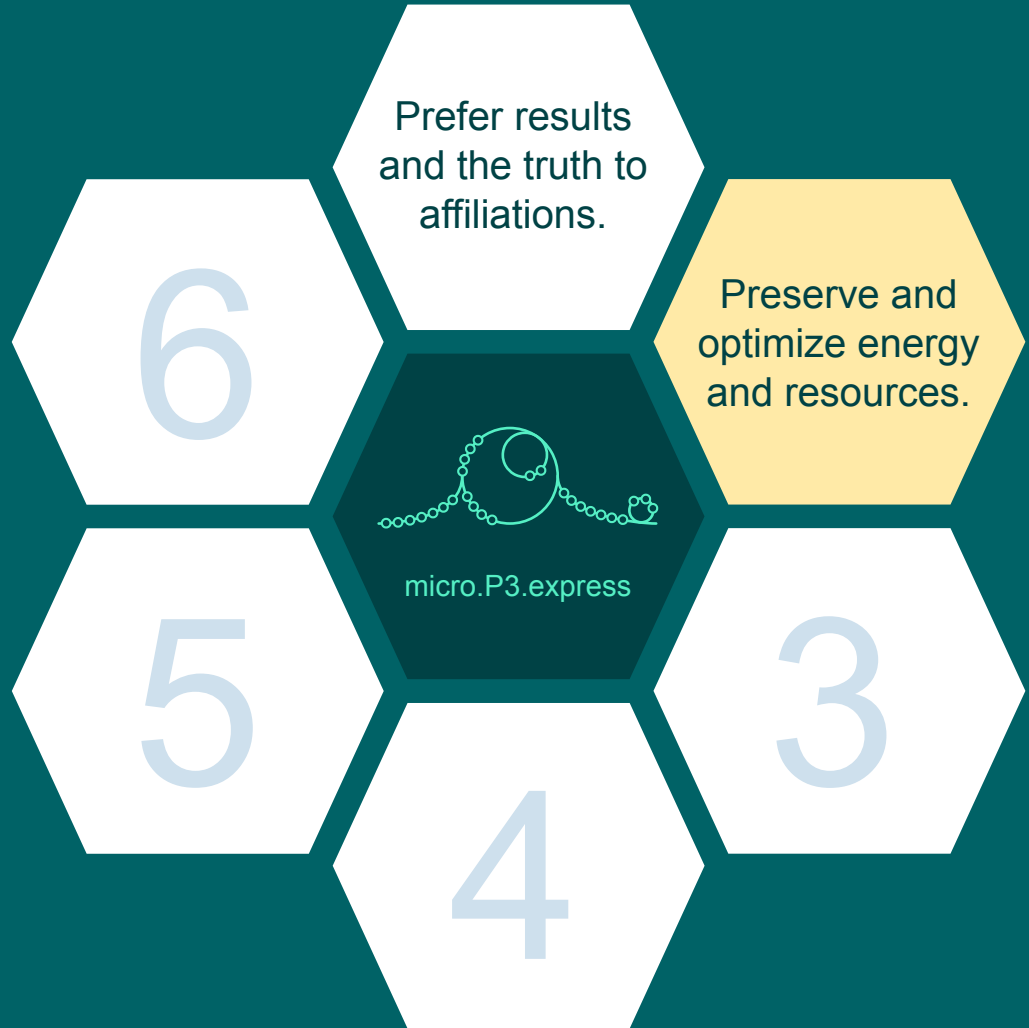 Prefer results
and the truth to
affiliations.
Preserve and
optimize energy
and resources.
6
micro.P3.express
5
3
4